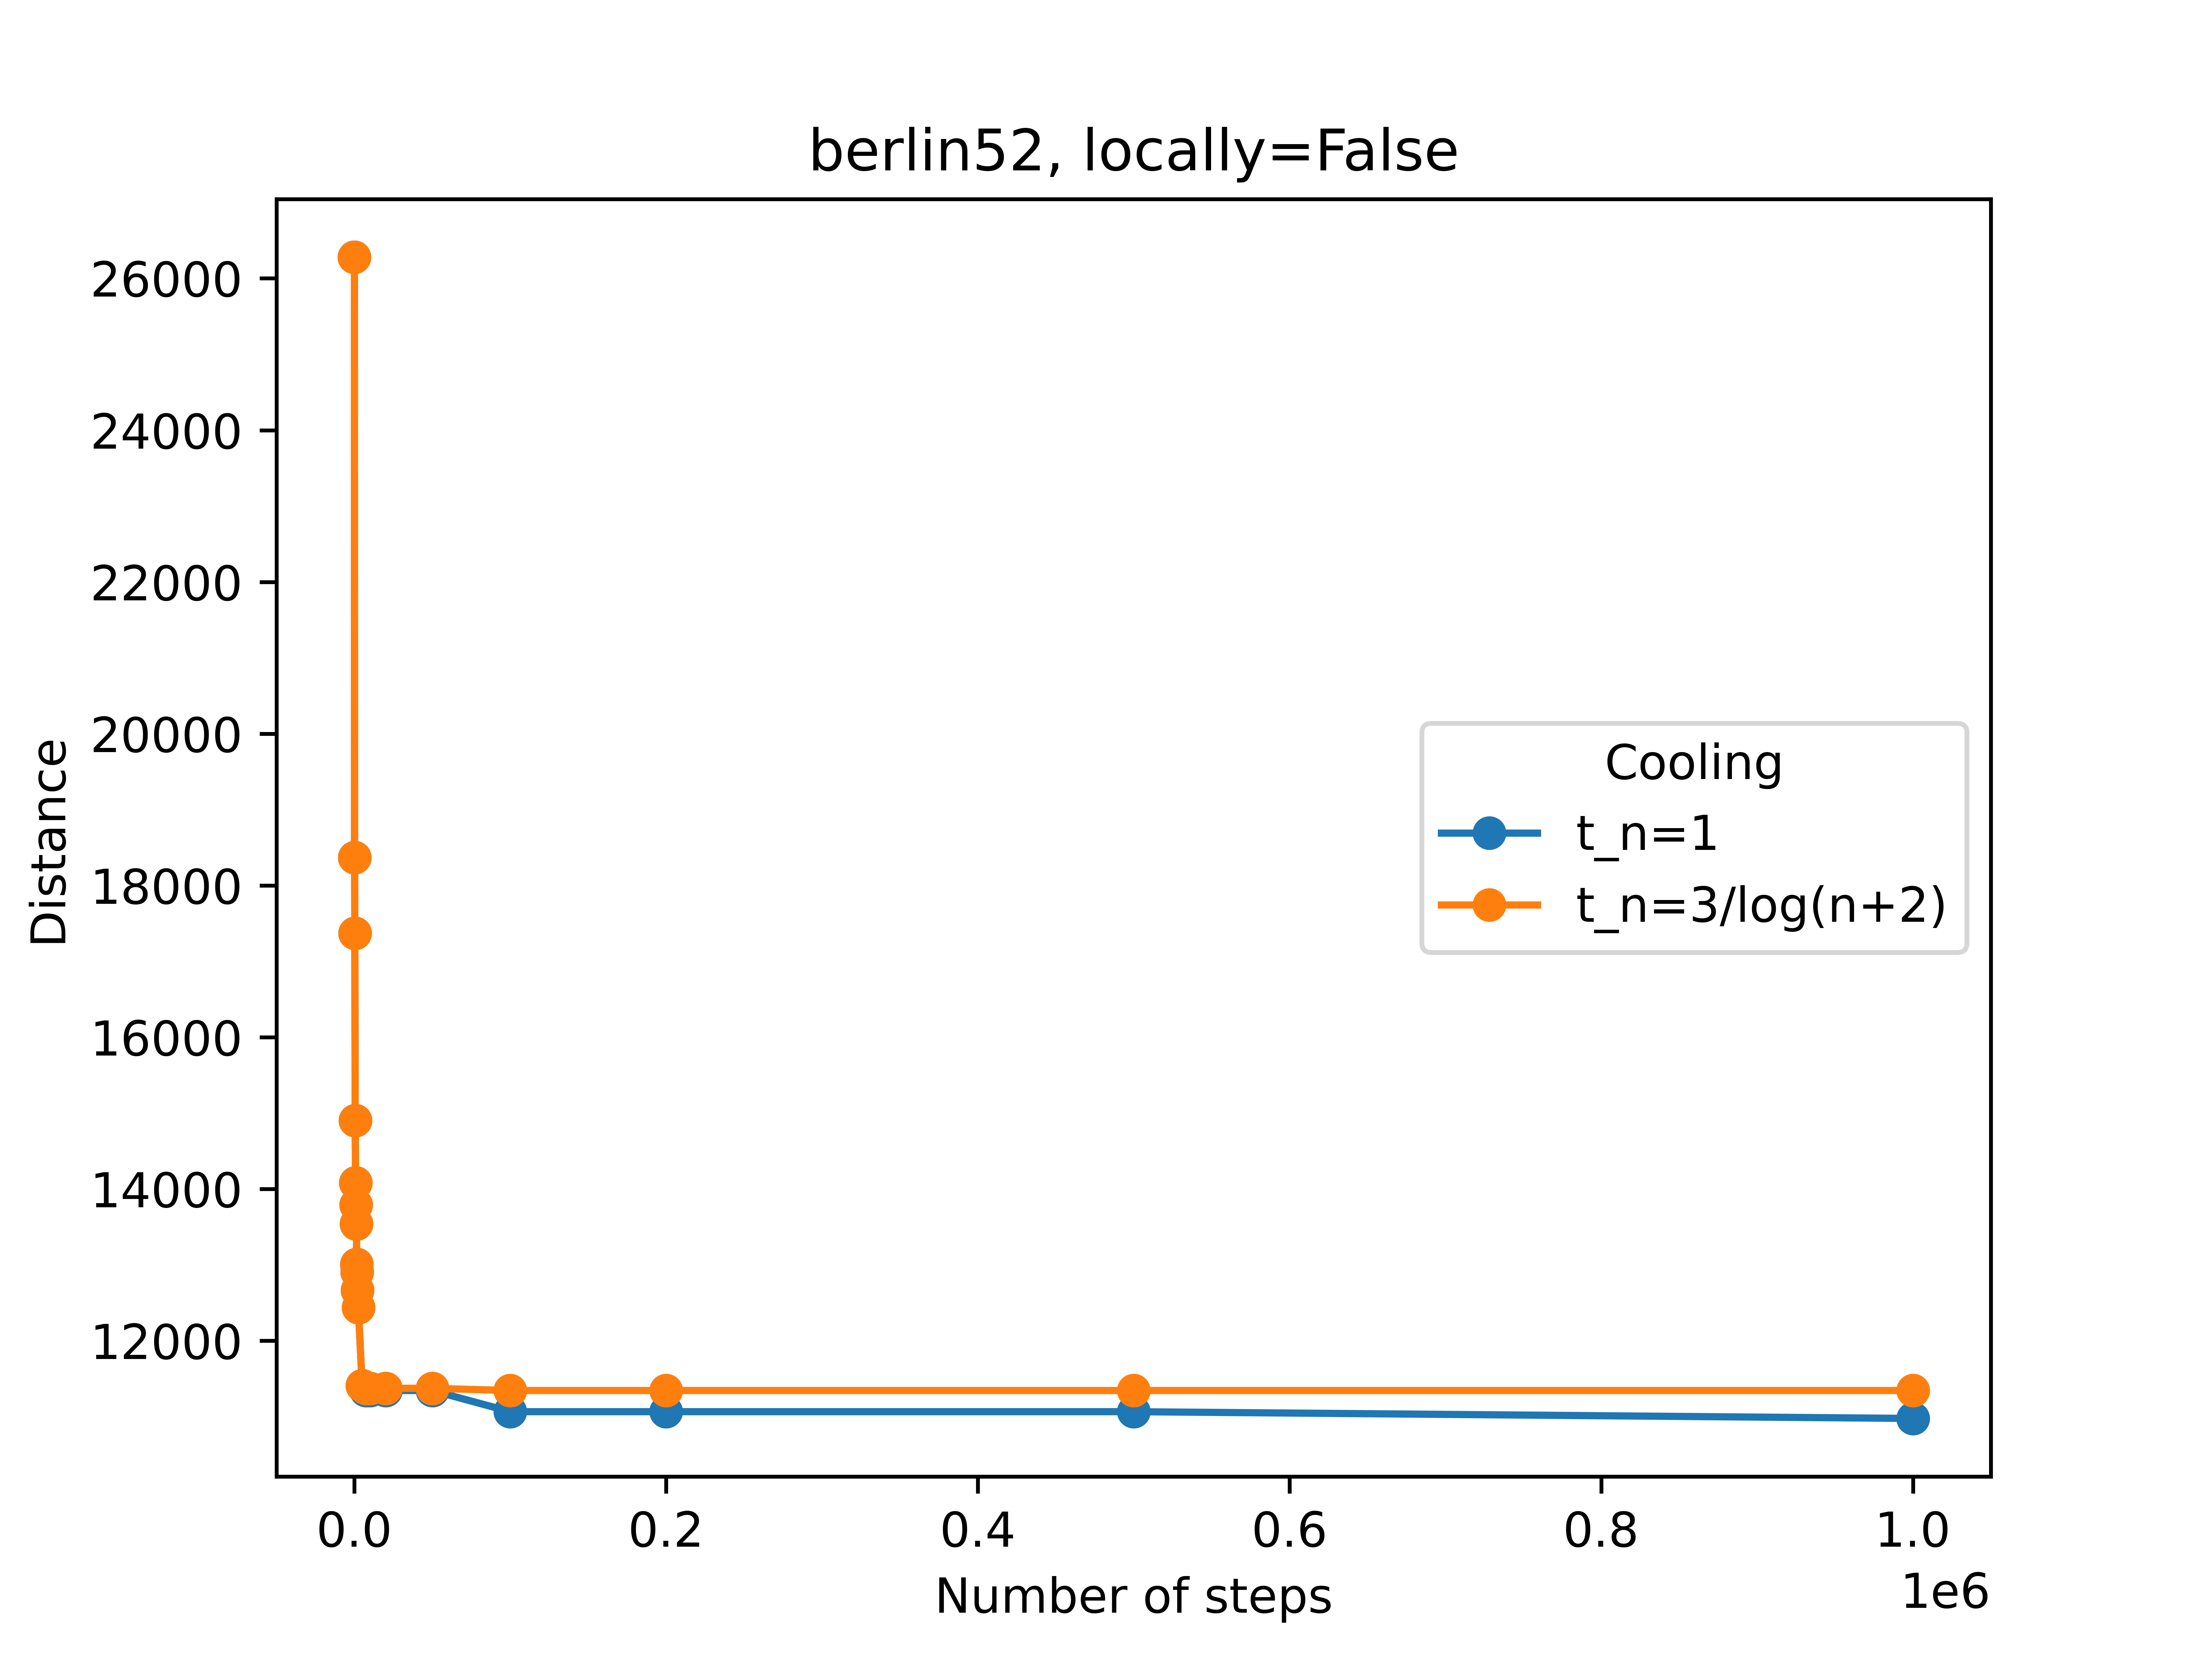 berlin52, locally=False
26000
24000
22000
20000
18000
16000
14000
12000
Distance
Cooling
t_n=1
t_n=3/log(n+2)
0.0 0.2 0.4 0.6 0.8 1.0
1e6
Number of steps